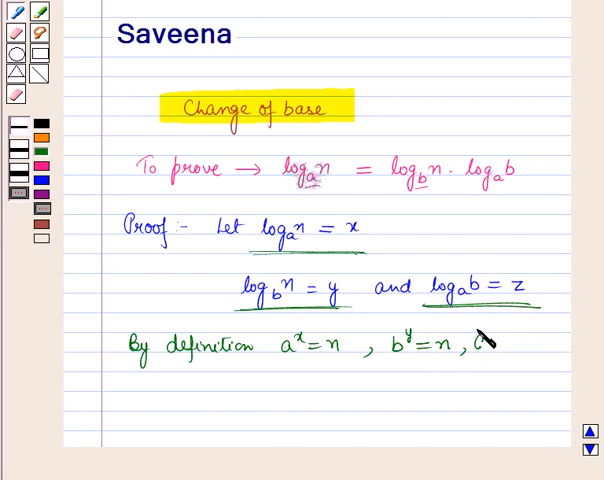 Saveena
Change of base
To prove → logₐn = log_b n · logₐb
Proof :- Let logₐn = x
log_b n = y and logₐb = z
By definition aˣ = n , bʸ = n ,